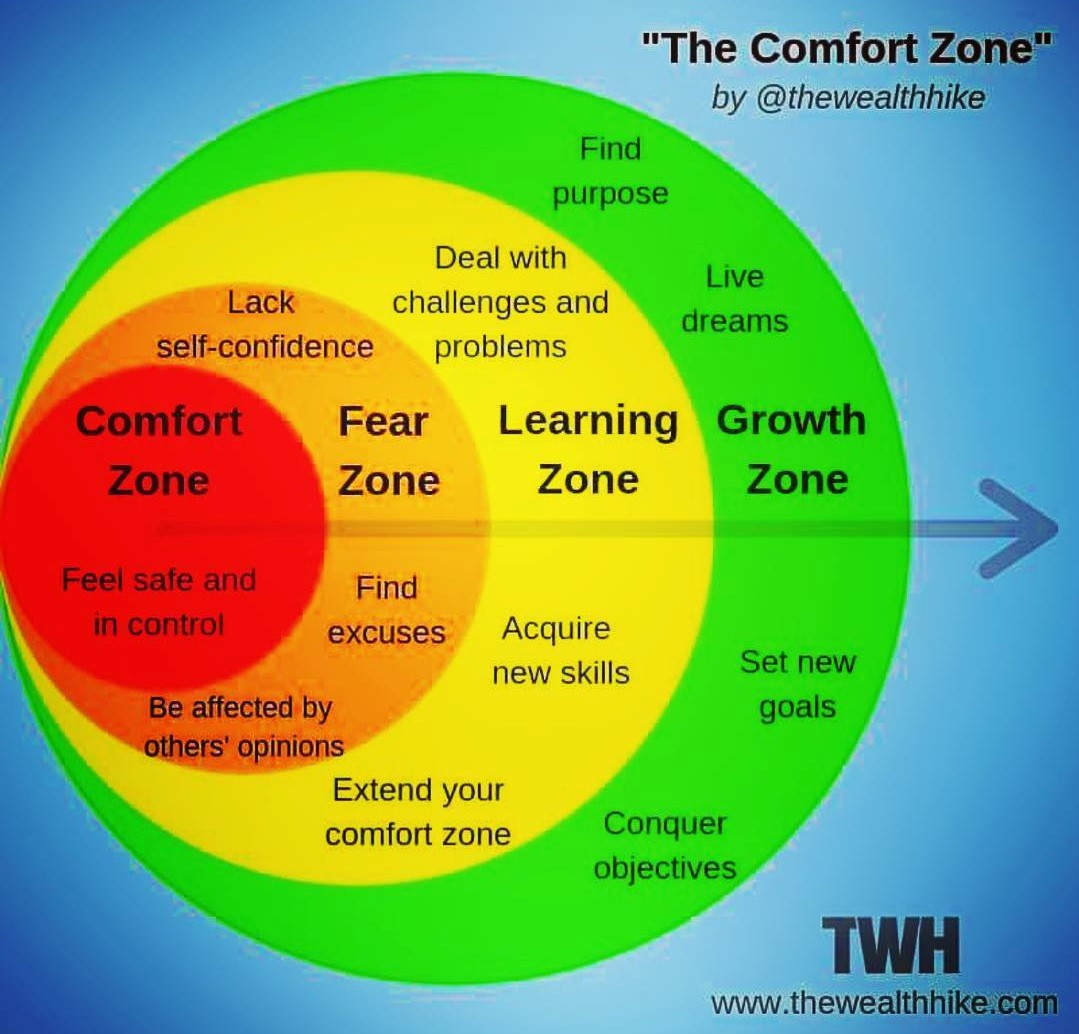 "The Comfort Zone"
by @thewealthhike
Find
purpose
Deal with
challenges and
problems
Live
dreams
Lack
self-confidence
Comfort
Zone
Fear
Zone
Learning
Zone
Growth
Zone
Feel safe and
in control
Find
excuses
Acquire
new skills
Set new
goals
Be affected by
others' opinions
Extend your
comfort zone
Conquer
objectives
TWH
www.thewealthhike.com